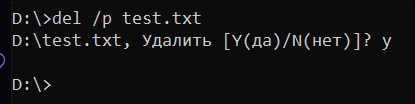 D:\>del /p test.txt
D:\test.txt, Удалить [Y(да)/N(нет)]? y
D:\>